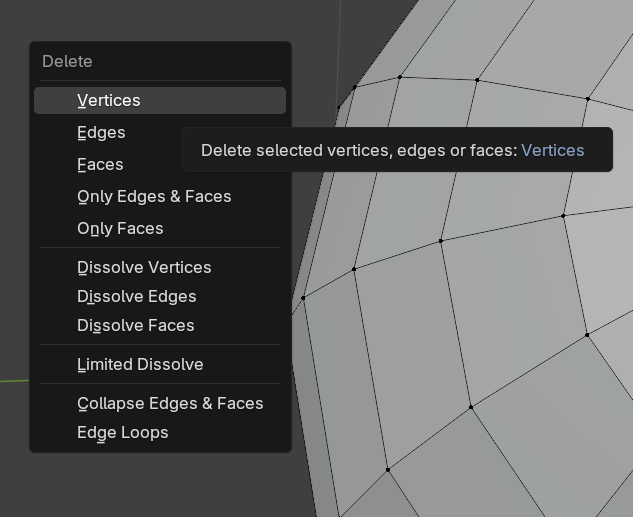 Delete
Vertices
Edges
Delete selected vertices, edges or faces: Vertices
Faces
Only Edges & Faces
Only Faces
Dissolve Vertices
Dissolve Edges
Dissolve Faces
Limited Dissolve
Collapse Edges & Faces
Edge Loops